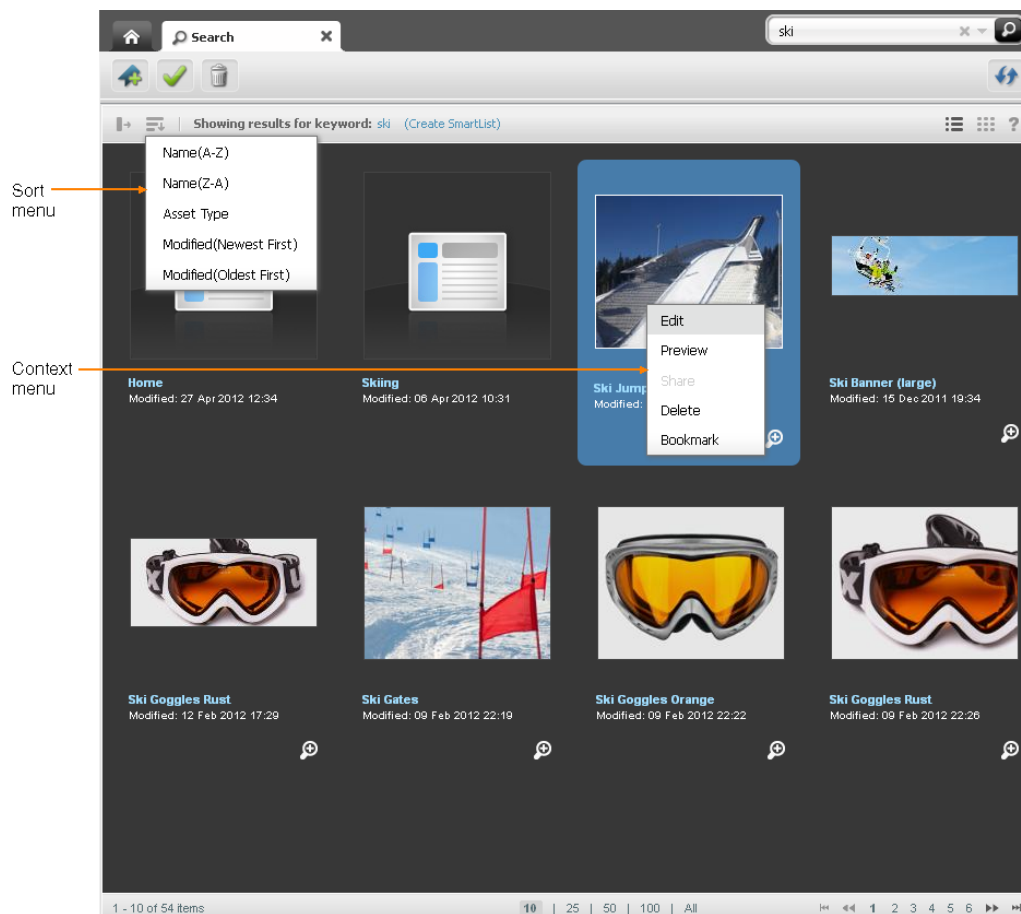 Search
ski
Showing results for keyword: ski (Create SmartList)
?
Sort
menu
Name(A-Z)
Name(Z-A)
Asset Type
Modified(Newest First)
Modified(Oldest First)
Context
menu
Edit
Preview
Share
Delete
Bookmark
Home
Modified: 27 Apr 2012 12:34
Skiing
Modified: 06 Apr 2012 10:31
Ski Jump
Modified:
Ski Banner (large)
Modified: 15 Dec 2011 19:34
Ski Goggles Rust
Modified: 12 Feb 2012 17:29
Ski Gates
Modified: 09 Feb 2012 22:19
Ski Goggles Orange
Modified: 09 Feb 2012 22:22
Ski Goggles Rust
Modified: 09 Feb 2012 22:26
1 - 10 of 54 items
10 | 25 | 50 | 100 | All
1 2 3 4 5 6